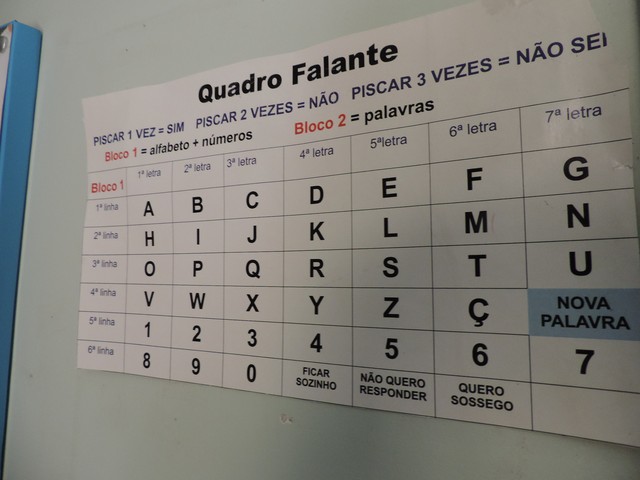 Quadro Falante
PISCAR 1 VEZ = SIM PISCAR 2 VEZES = NÃO PISCAR 3 VEZES = NÃO SEI
Bloco 1 = alfabeto + números Bloco 2 = palavras
Bloco 1 1ª letra 2ª letra 3ª letra 4ª letra 5ªletra 6ª letra 7ª letra
1ª linha A B C D E F G
2ª linha H I J K L M N
3ª linha O P Q R S T U
4ª linha V W X Y Z Ç NOVA PALAVRA
5ª linha 1 2 3 4 5 6 7
6ª linha 8 9 0 FICAR SOZINHO NÃO QUERO RESPONDER QUERO SOSSEGO